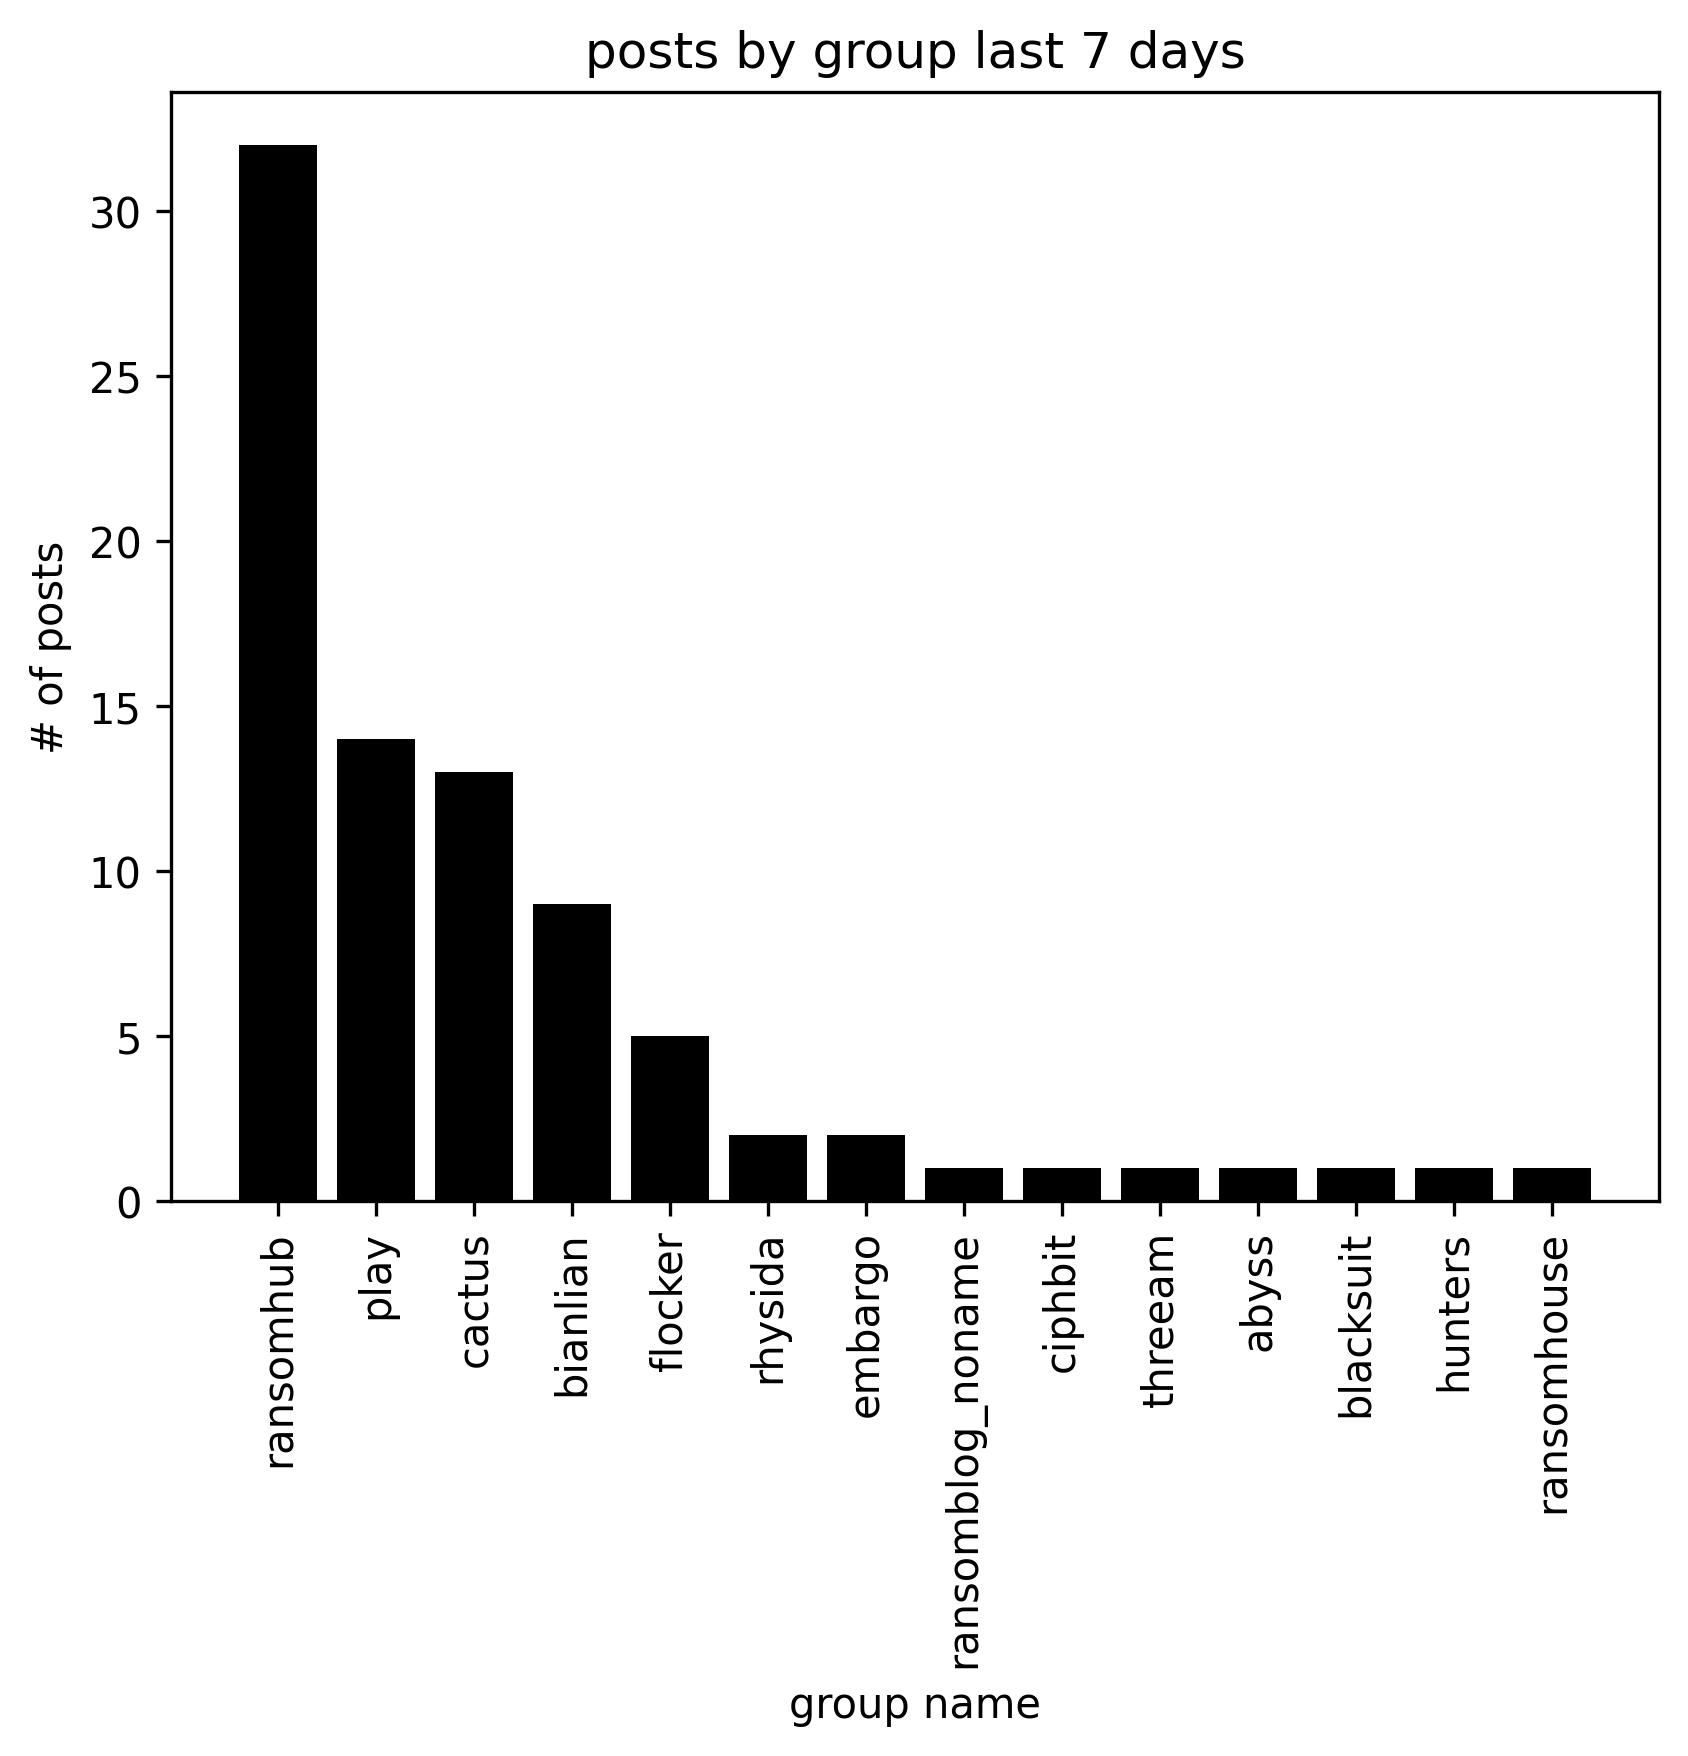 posts by group last 7 days
# of posts
30
25
20
15
10
5
0
ransomhub
play
cactus
bianlian
flocker
rhysida
embargo
ransomblog_noname
ciphbit
threeam
abyss
blacksuit
hunters
ransomhouse
group name